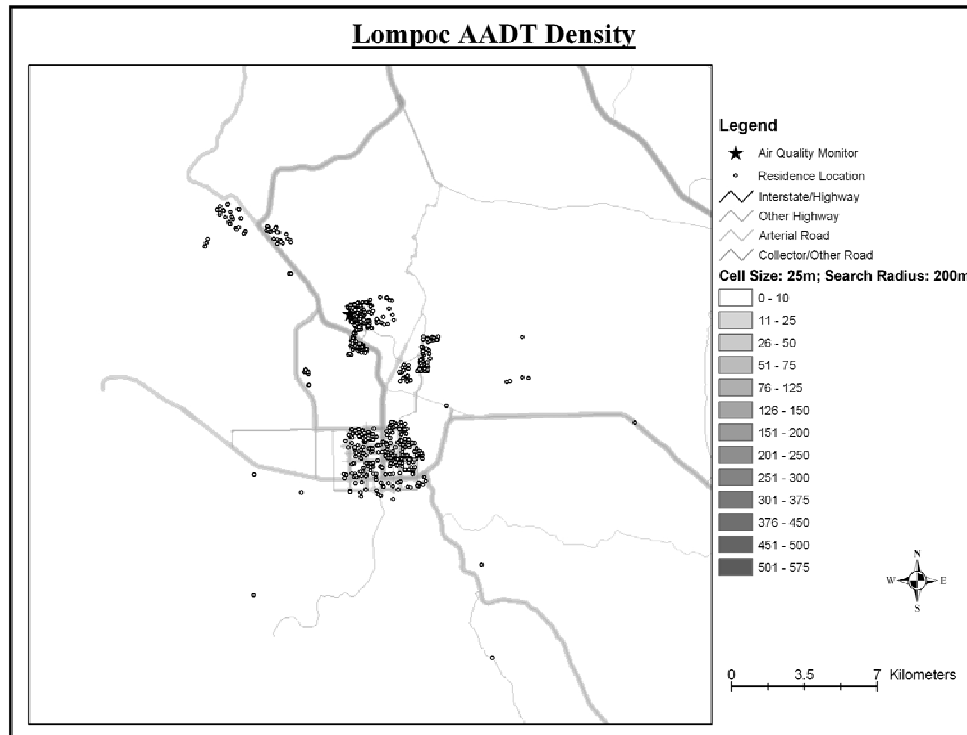 Lompoc AADT Density
Legend
Air Quality Monitor
Residence Location
Interstate/Highway
Other Highway
Arterial Road
Collector/Other Road
Cell Size: 25m; Search Radius: 200m
0 - 10
11 - 25
26 - 50
51 - 75
76 - 125
126 - 150
151 - 200
201 - 250
251 - 300
301 - 375
376 - 450
451 - 500
501 - 575
N
W E
S
0 3.5 7 Kilometers